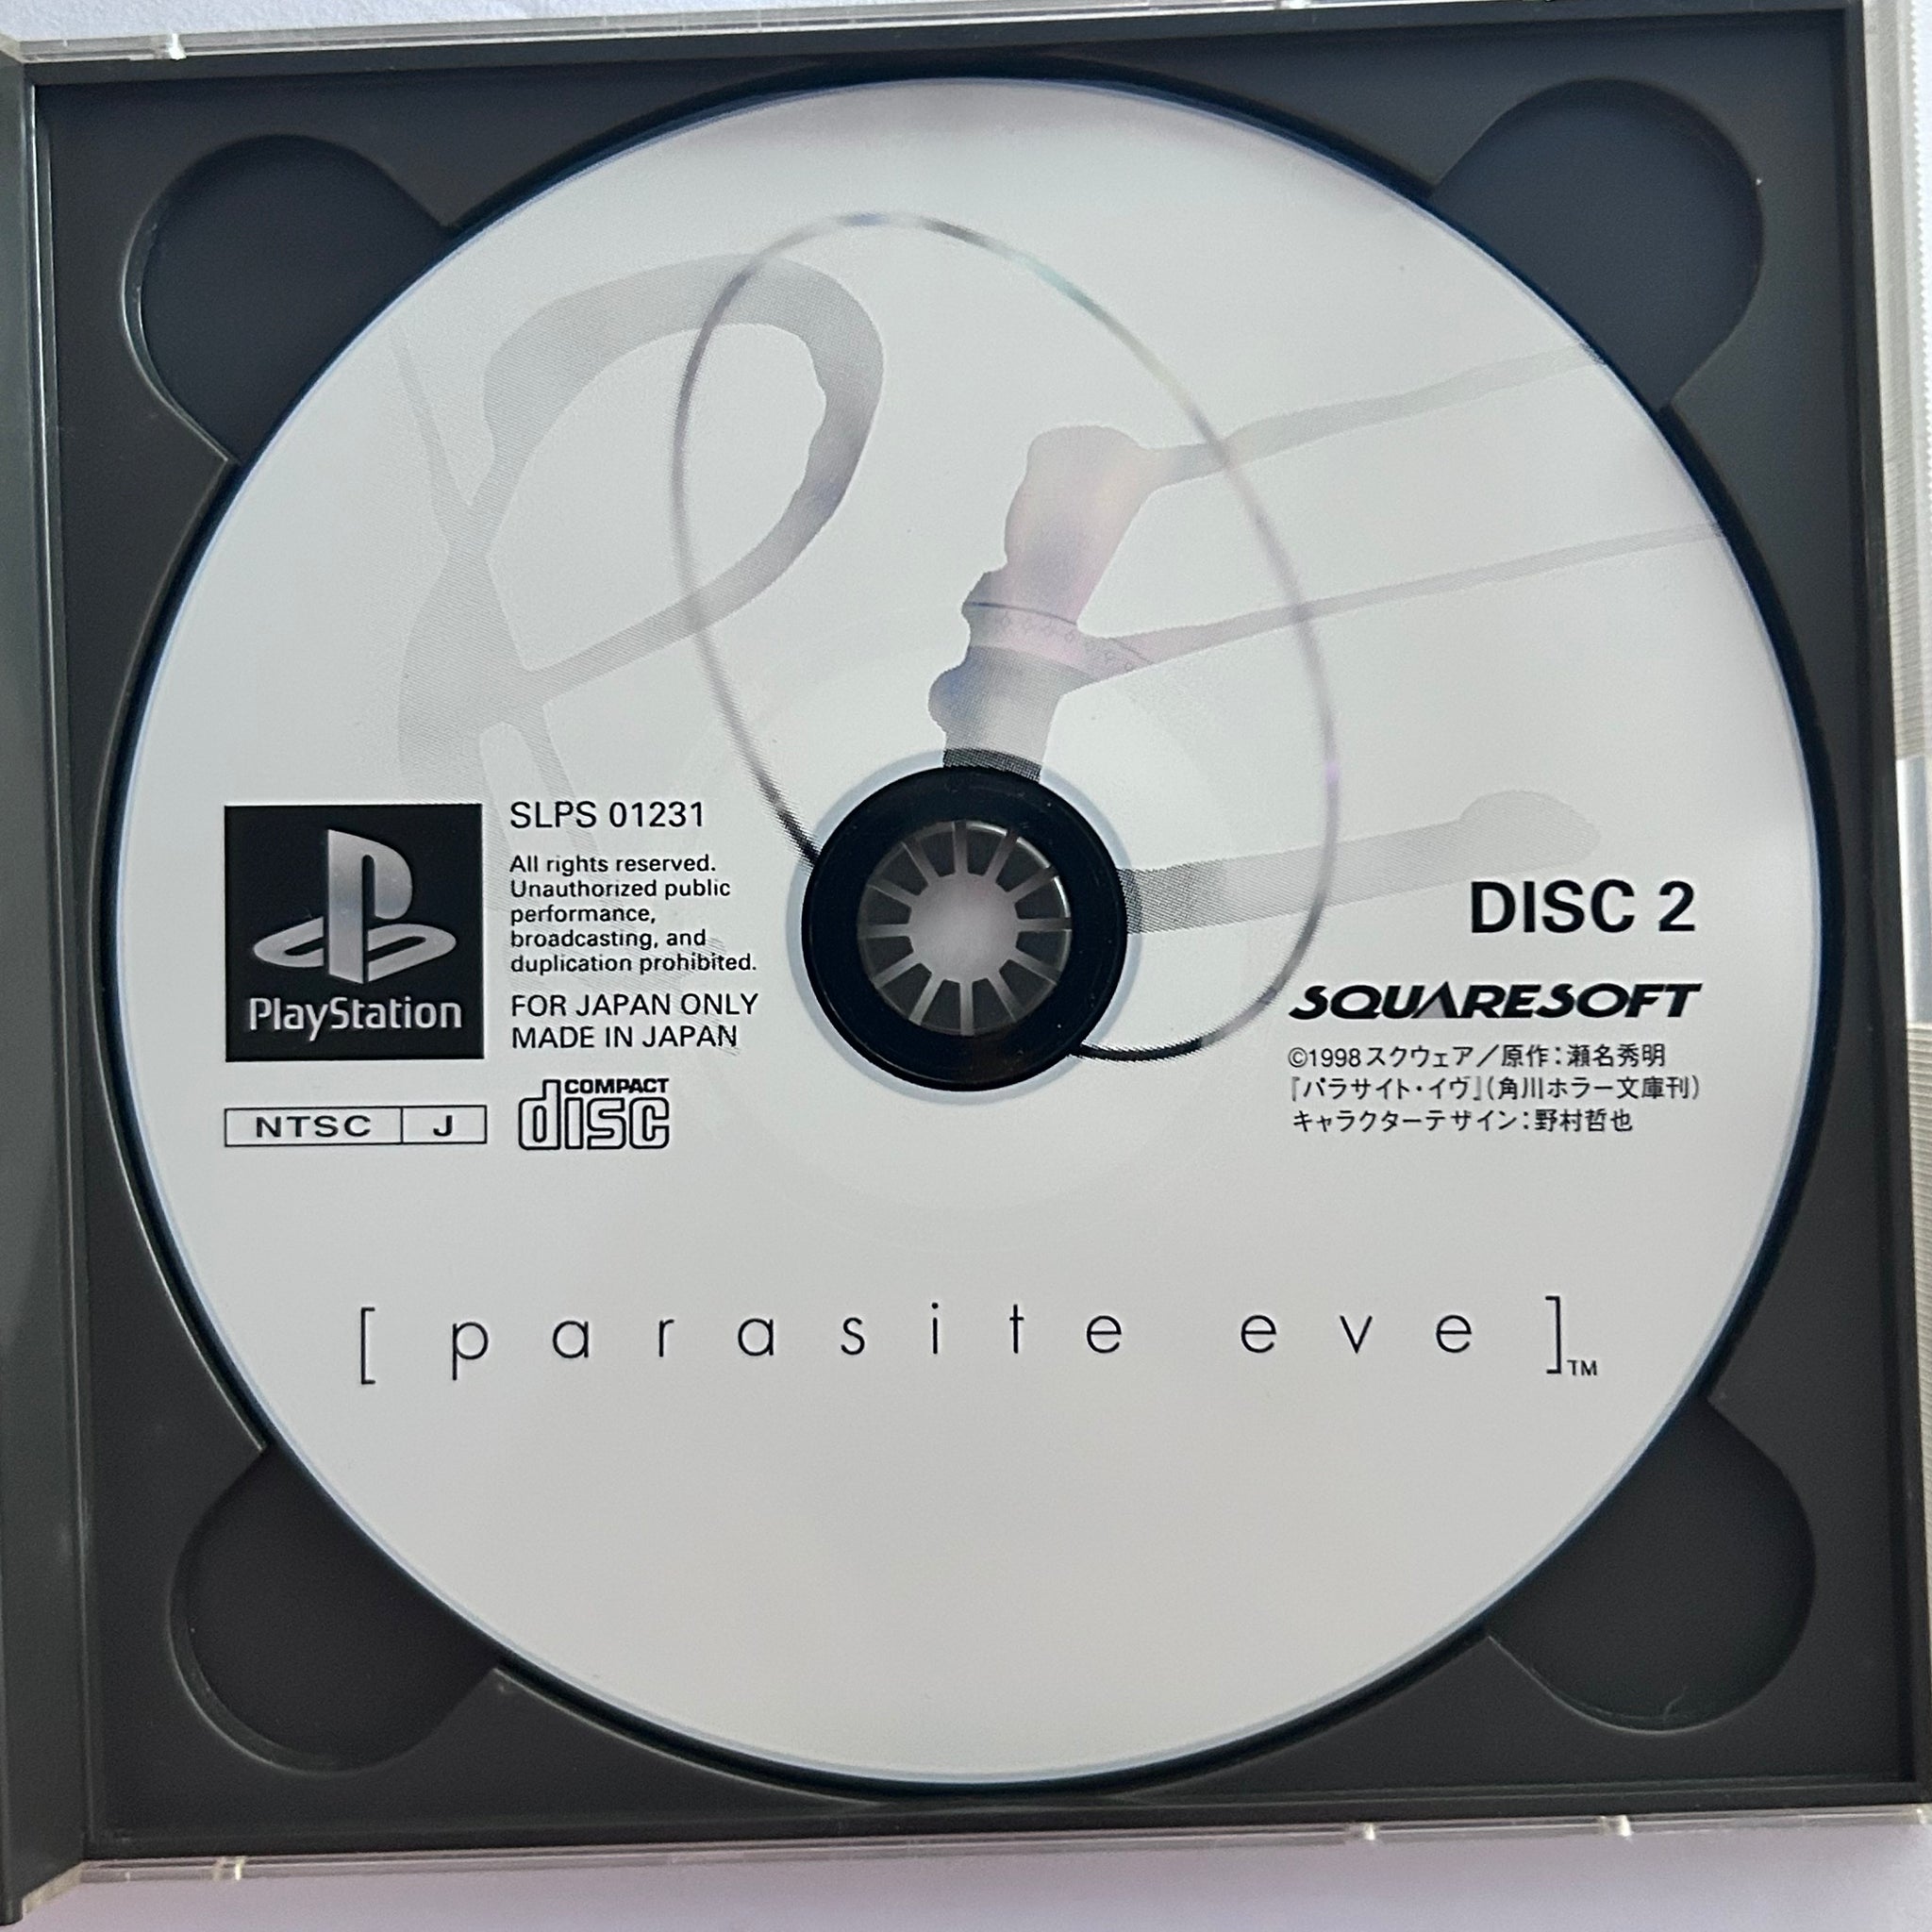 SLPS 01231
All rights reserved.
Unauthorized public
performance,
broadcasting, and
duplication prohibited.
FOR JAPAN ONLY
MADE IN JAPAN
PlayStation
NTSC J
COMPACT
disc
DISC 2
SQUARESOFT
©1998スクウェア／原作：瀬名秀明
『パラサイト・イヴ』（角川ホラー文庫刊）
キャラクターデザイン：野村哲也
[ parasite eve ]™